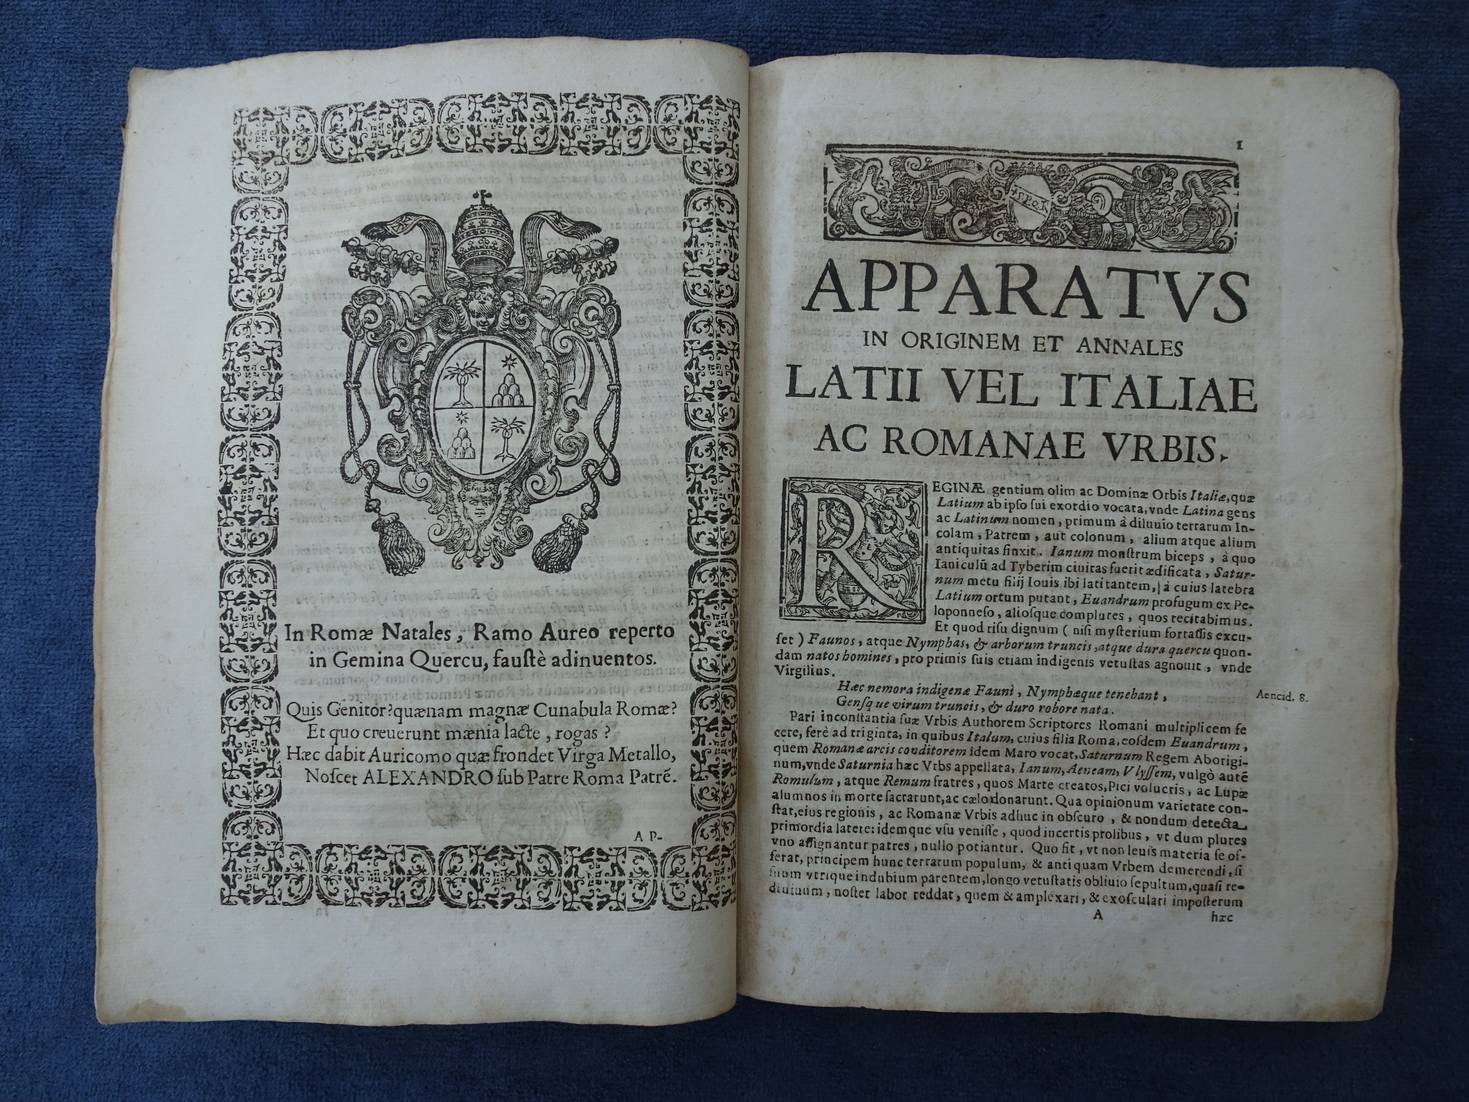 In Romæ Natales, Ramo Aureo reperto
in Gemina Quercu, faustè adinuentos.
Quis Genitor? quænam magnæ Cunabula Romæ?
Et quo creuerunt mænia lacte, rogas?
Hæc dabit Auricomo quæ frondet Virga Metallo,
Noscet ALEXANDRO sub Patre Roma Patrē.
A P-
1
APPARATVS
IN ORIGINEM ET ANNALES
LATII VEL ITALIAE
AC ROMANAE VRBIS.
REGINÆ gentium olim ac Dominæ Orbis Italiæ, quæ
Latium ab ipso sui exordio vocata, vnde Latina gens
ac Latinum nomen, primum à diluuio terrarum In-
colam, Patrem, aut colonum, alium atque alium
antiquitas finxit. Ianum monstrum biceps, à quo
Ianiculū ad Tyberim ciuitas fuerit ædificata, Satur-
num metu filij Iouis ibi latitantem, à cuius latebra
Latium ortum putant, Euandrum profugum ex Pe-
loponneso, aliosque complures, quos recitabimus.
Et quod risu dignum (nisi mysterium fortassis excu-
set) Faunos, atque Nymphas, & arborum truncis, atque dura quercu quon-
dam natos homines, pro primis suis etiam indigenis vetustas agnouit, vnde
Virgilius.
Hæc nemora indigenæ Fauni, Nymphæque tenebant,
Gensque virum truncis, & duro robore nata.
Aeneid. 8.
Pari inconstantia suæ Vrbis Authorem Scriptores Romani multiplicem fe
cere, ferè ad triginta, in quibus Italum, cuius filia Roma, eosdem Euandrum,
quem Romanæ arcis conditorem idem Maro vocat, Saturnum Regem Aborigi-
num, vnde Saturnia hæc Vrbs appellata, Ianum, Aeneam, Vlyssem, vulgò autē
Romulum, atque Remum fratres, quos Marte creatos, Pici volucris, ac Lupæ
alumnos in morte sacrarunt, ac cælo donarunt. Qua opinionum varietate con-
stat, eius regionis, ac Romanæ Vrbis adhuc in obscuro, & nondum detecta
primordia latere: idemque vsu venisse, quod incertis prolibus, vt dum plures
vno assignantur patres, nullo potiantur. Quo fit, vt non leuis materia se of-
ferat, principem hunc terrarum populum, & antiquam Vrbem demerendi, si
suum vtrique indubium parentem, longo vetustatis obliuio sepultum, quasi re-
diuiuum, noster labor reddat, quem & amplexari, & exosculari imposterum
A
hæc